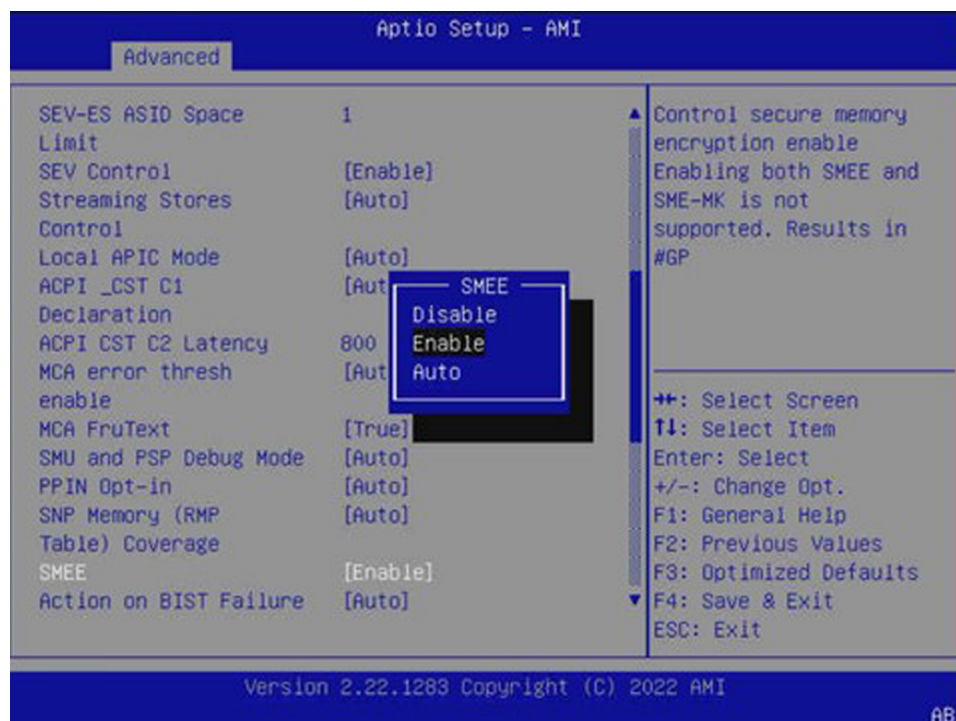 Aptio Setup – AMI
Advanced
SEV-ES ASID Space 1
Limit
SEV Control [Enable]
Streaming Stores [Auto]
Control
Local APIC Mode [Auto]
ACPI _CST C1 [Aut
Declaration
ACPI CST C2 Latency 800
MCA error thresh [Aut
enable
MCA FruText [True]
SMU and PSP Debug Mode [Auto]
PPIN Opt-in [Auto]
SNP Memory (RMP [Auto]
Table) Coverage
SMEE [Enable]
Action on BIST Failure [Auto]
SMEE
Disable
Enable
Auto
Control secure memory
encryption enable
Enabling both SMEE and
SME-MK is not
supported. Results in
#GP
→←: Select Screen
↑↓: Select Item
Enter: Select
+/-: Change Opt.
F1: General Help
F2: Previous Values
F3: Optimized Defaults
F4: Save & Exit
ESC: Exit
Version 2.22.1283 Copyright (C) 2022 AMI
AB